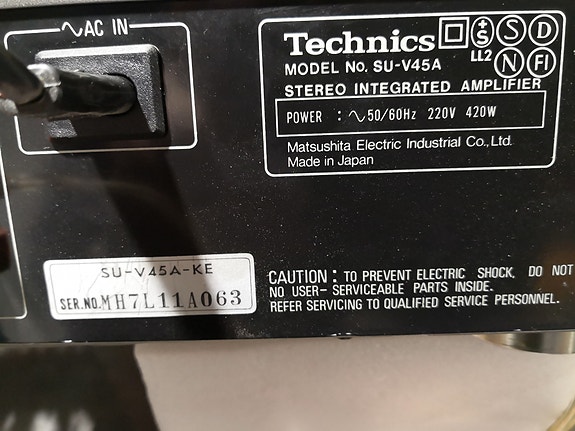 ∿AC IN
Technics
MODEL No. SU-V45A
LL2
S D N FI
STEREO INTEGRATED AMPLIFIER
POWER : ∿50/60Hz 220V 420W
Matsushita Electric Industrial Co., Ltd.
Made in Japan
SU-V45A-KE
SER.NO.MH7L11A063
CAUTION : TO PREVENT ELECTRIC SHOCK, DO NOT
NO USER-SERVICEABLE PARTS INSIDE.
REFER SERVICING TO QUALIFIED SERVICE PERSONNEL.